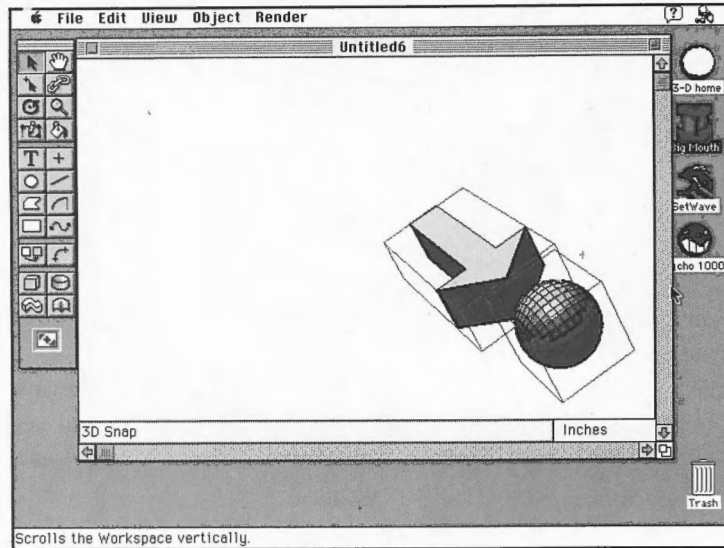 File Edit View Object Render
Untitled6
3-D home
Big Mouth
SetWave
cho 1000
T
3D Snap
Inches
Trash
Scrolls the Workspace vertically.